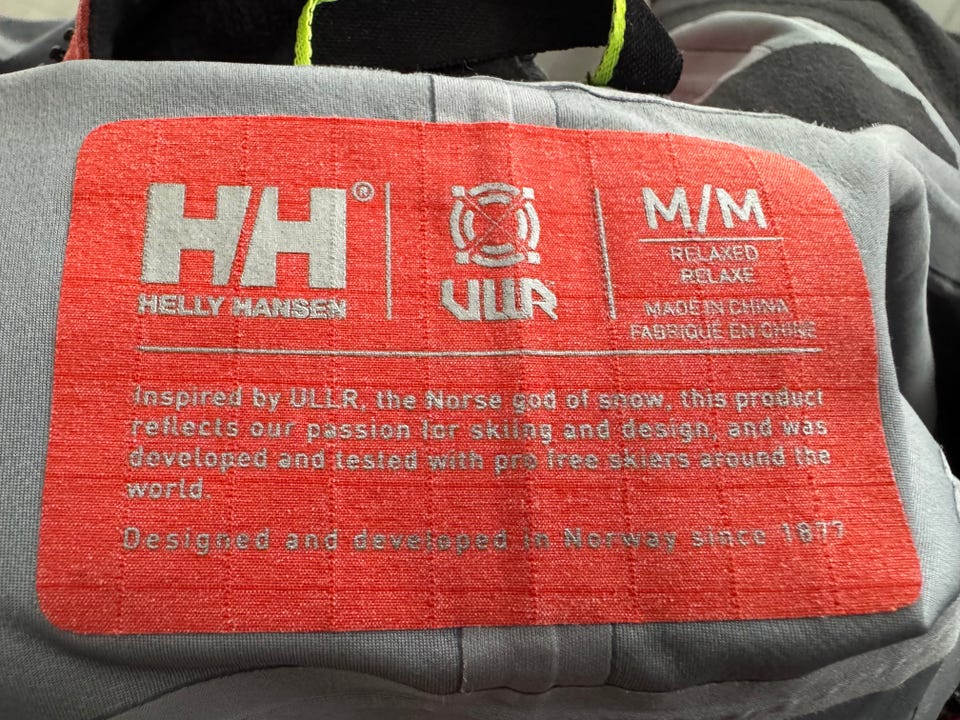 HH®
HELLY HANSEN
ULLR
M/M
RELAXED
RELAXE
MADE IN CHINA
FABRIQUE EN CHINE
Inspired by ULLR, the Norse god of snow, this product
reflects our passion for skiing and design, and was
developed and tested with pro free skiers around the
world.
Designed and developed in Norway since 1877